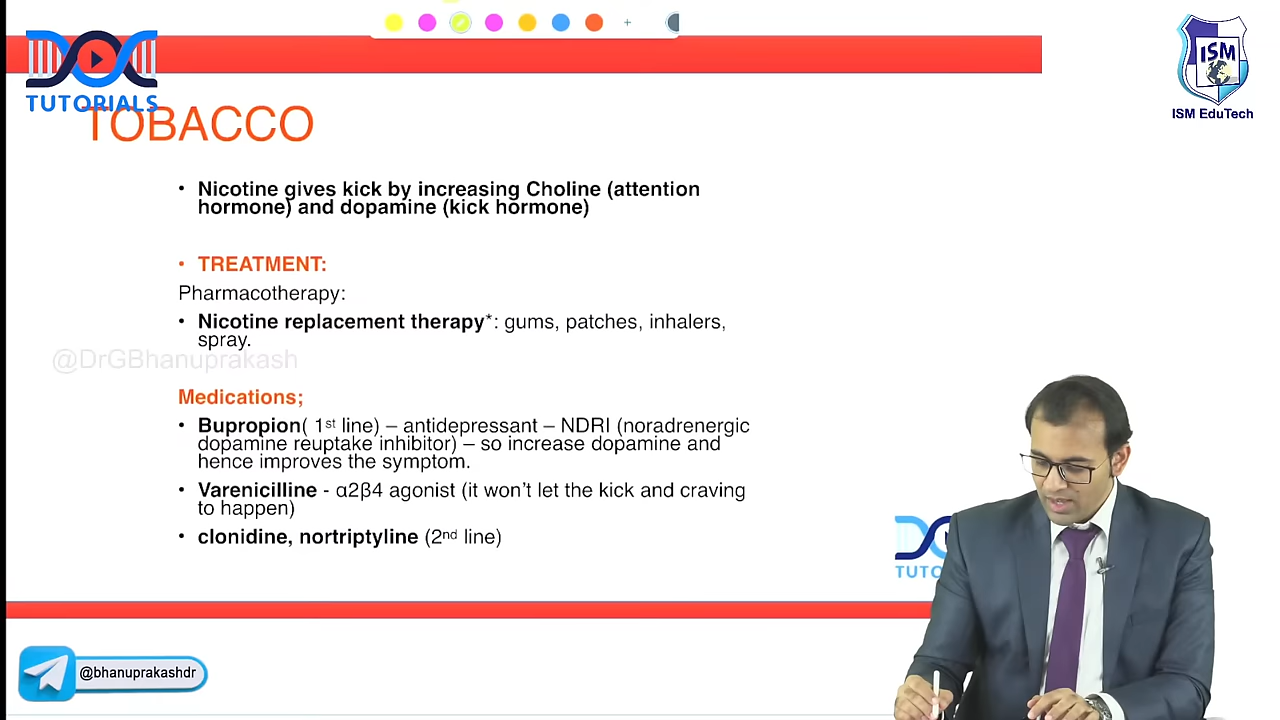 TUTORIALS
ISM
ISM EduTech
TOBACCO
• Nicotine gives kick by increasing Choline (attention
hormone) and dopamine (kick hormone)
• TREATMENT:
Pharmacotherapy:
• Nicotine replacement therapy*: gums, patches, inhalers,
spray.
@DrGBhanuprakash
Medications;
• Bupropion( 1st line) – antidepressant – NDRI (noradrenergic
dopamine reuptake inhibitor) – so increase dopamine and
hence improves the symptom.
• Varenicilline - α2β4 agonist (it won't let the kick and craving
to happen)
• clonidine, nortriptyline (2nd line)
TUTO
@bhanuprakashdr